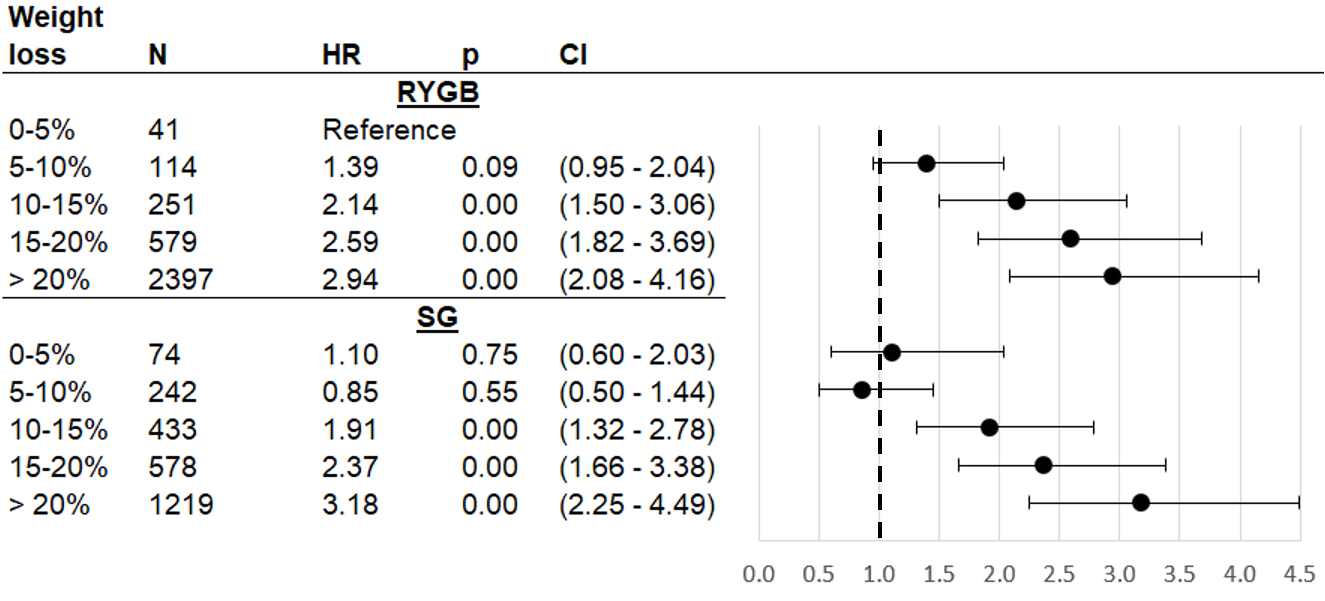 Weight
loss N HR p CI
RYGB
0-5% 41 Reference
5-10% 114 1.39 0.09 (0.95 - 2.04)
10-15% 251 2.14 0.00 (1.50 - 3.06)
15-20% 579 2.59 0.00 (1.82 - 3.69)
> 20% 2397 2.94 0.00 (2.08 - 4.16)
SG
0-5% 74 1.10 0.75 (0.60 - 2.03)
5-10% 242 0.85 0.55 (0.50 - 1.44)
10-15% 433 1.91 0.00 (1.32 - 2.78)
15-20% 578 2.37 0.00 (1.66 - 3.38)
> 20% 1219 3.18 0.00 (2.25 - 4.49)
0.0 0.5 1.0 1.5 2.0 2.5 3.0 3.5 4.0 4.5